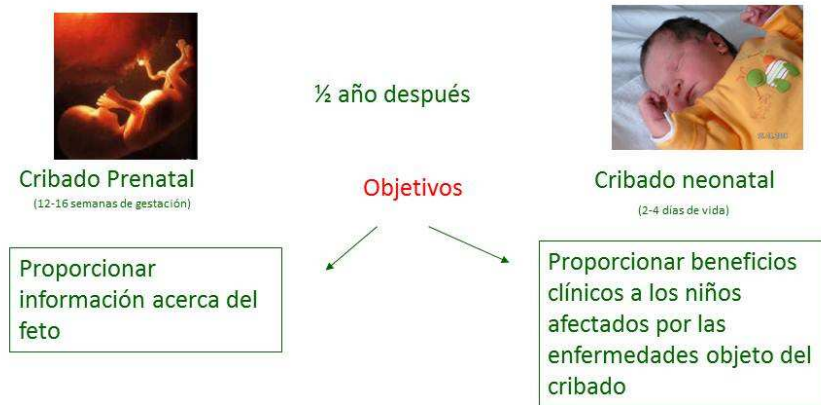 ½ año después
Cribado Prenatal
(12-16 semanas de gestación)
Objetivos
Cribado neonatal
(2-4 días de vida)
Proporcionar
información acerca del
feto
Proporcionar beneficios
clínicos a los niños
afectados por las
enfermedades objeto del
cribado